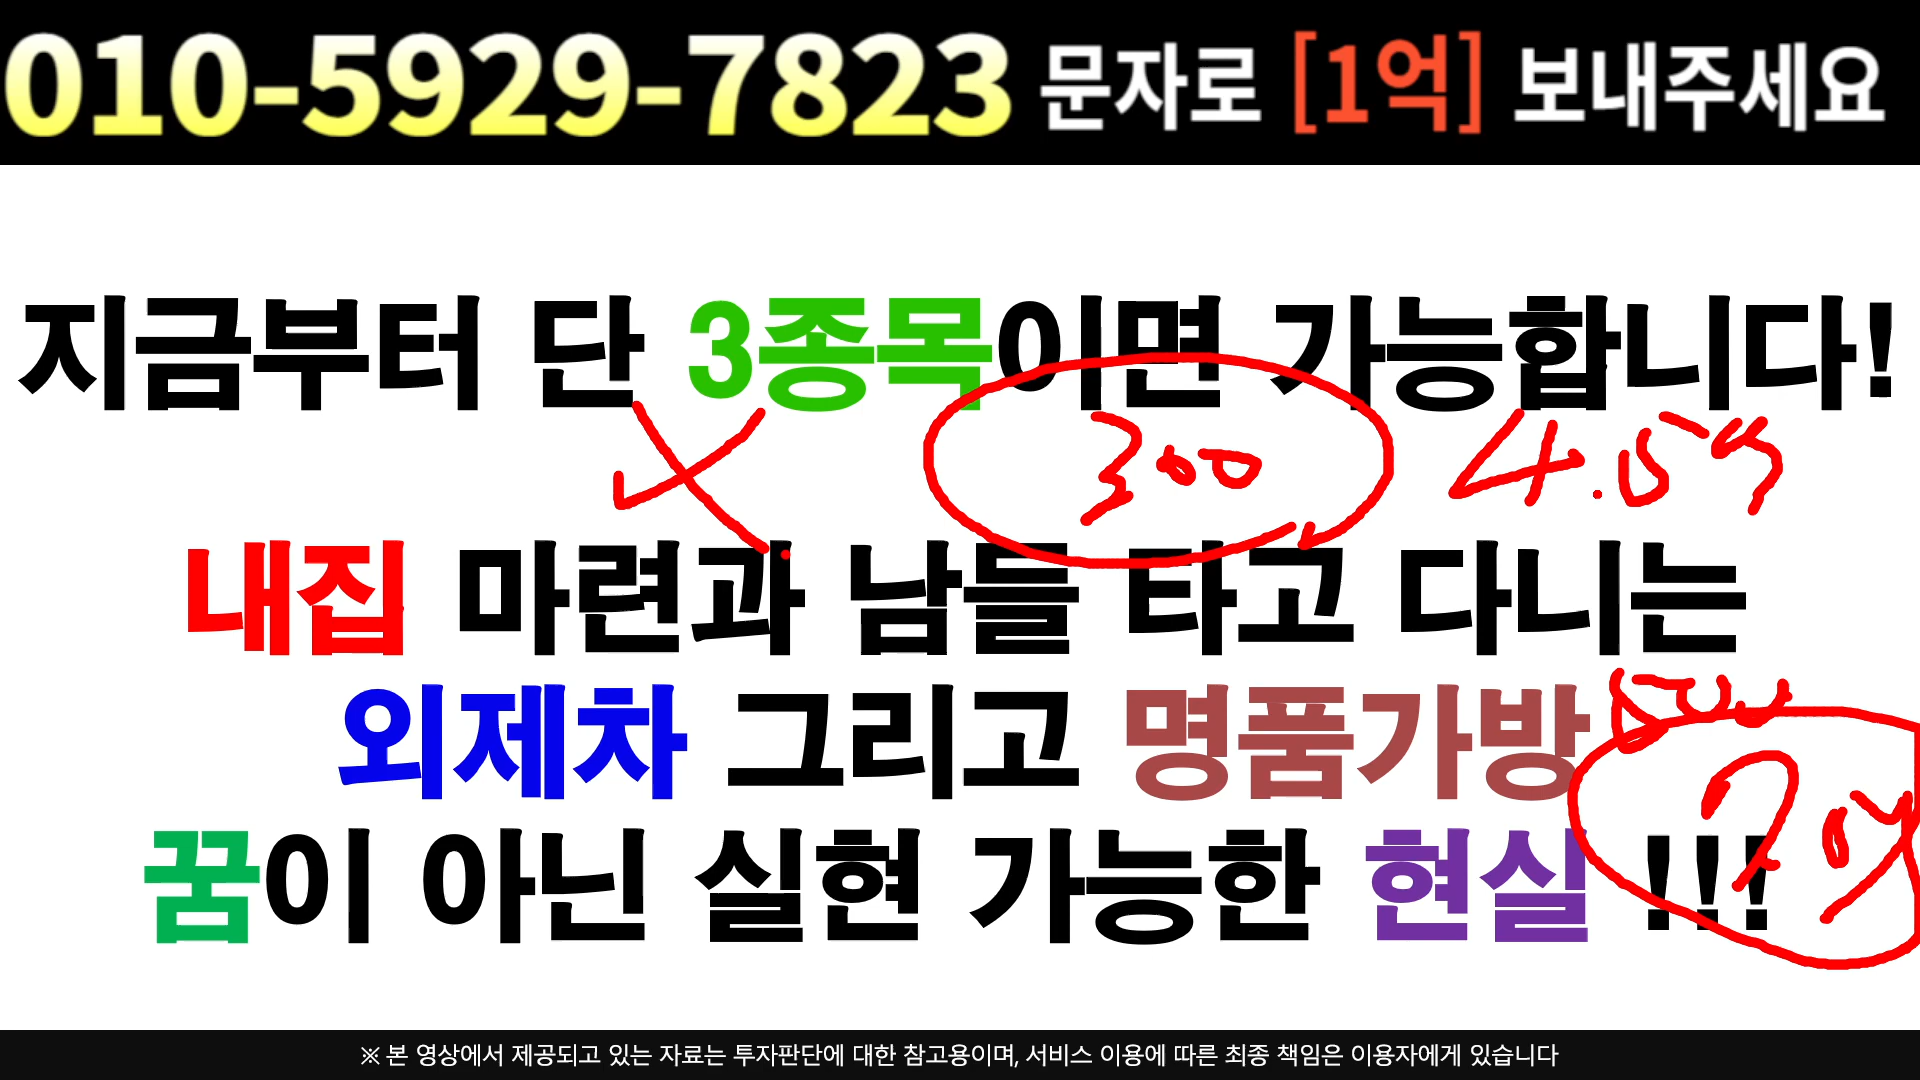 010-5929-7823 문자로 [1억] 보내주세요
지금부터 단 3종목이면 가능합니다!
300 4.5억
내집 마련과 남들 타고 다니는
외제차 그리고 명품가방
꿈이 아닌 실현 가능한 현실 !!!
※ 본 영상에서 제공되고 있는 자료는 투자판단에 대한 참고용이며, 서비스 이용에 따른 최종 책임은 이용자에게 있습니다